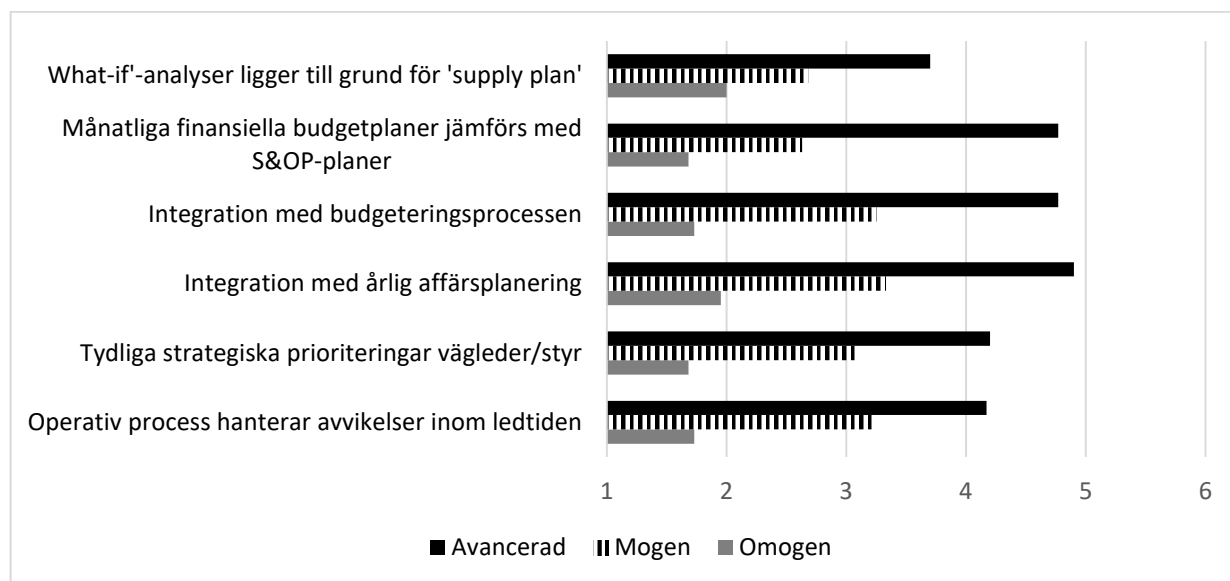 What-if'-analyser ligger till grund för 'supply plan'
Månatliga finansiella budgetplaner jämförs med
S&OP-planer
Integration med budgeteringsprocessen
Integration med årlig affärsplanering
Tydliga strategiska prioriteringar vägleder/styr
Operativ process hanterar avvikelser inom ledtiden
1 2 3 4 5 6
Avancerad Mogen Omogen